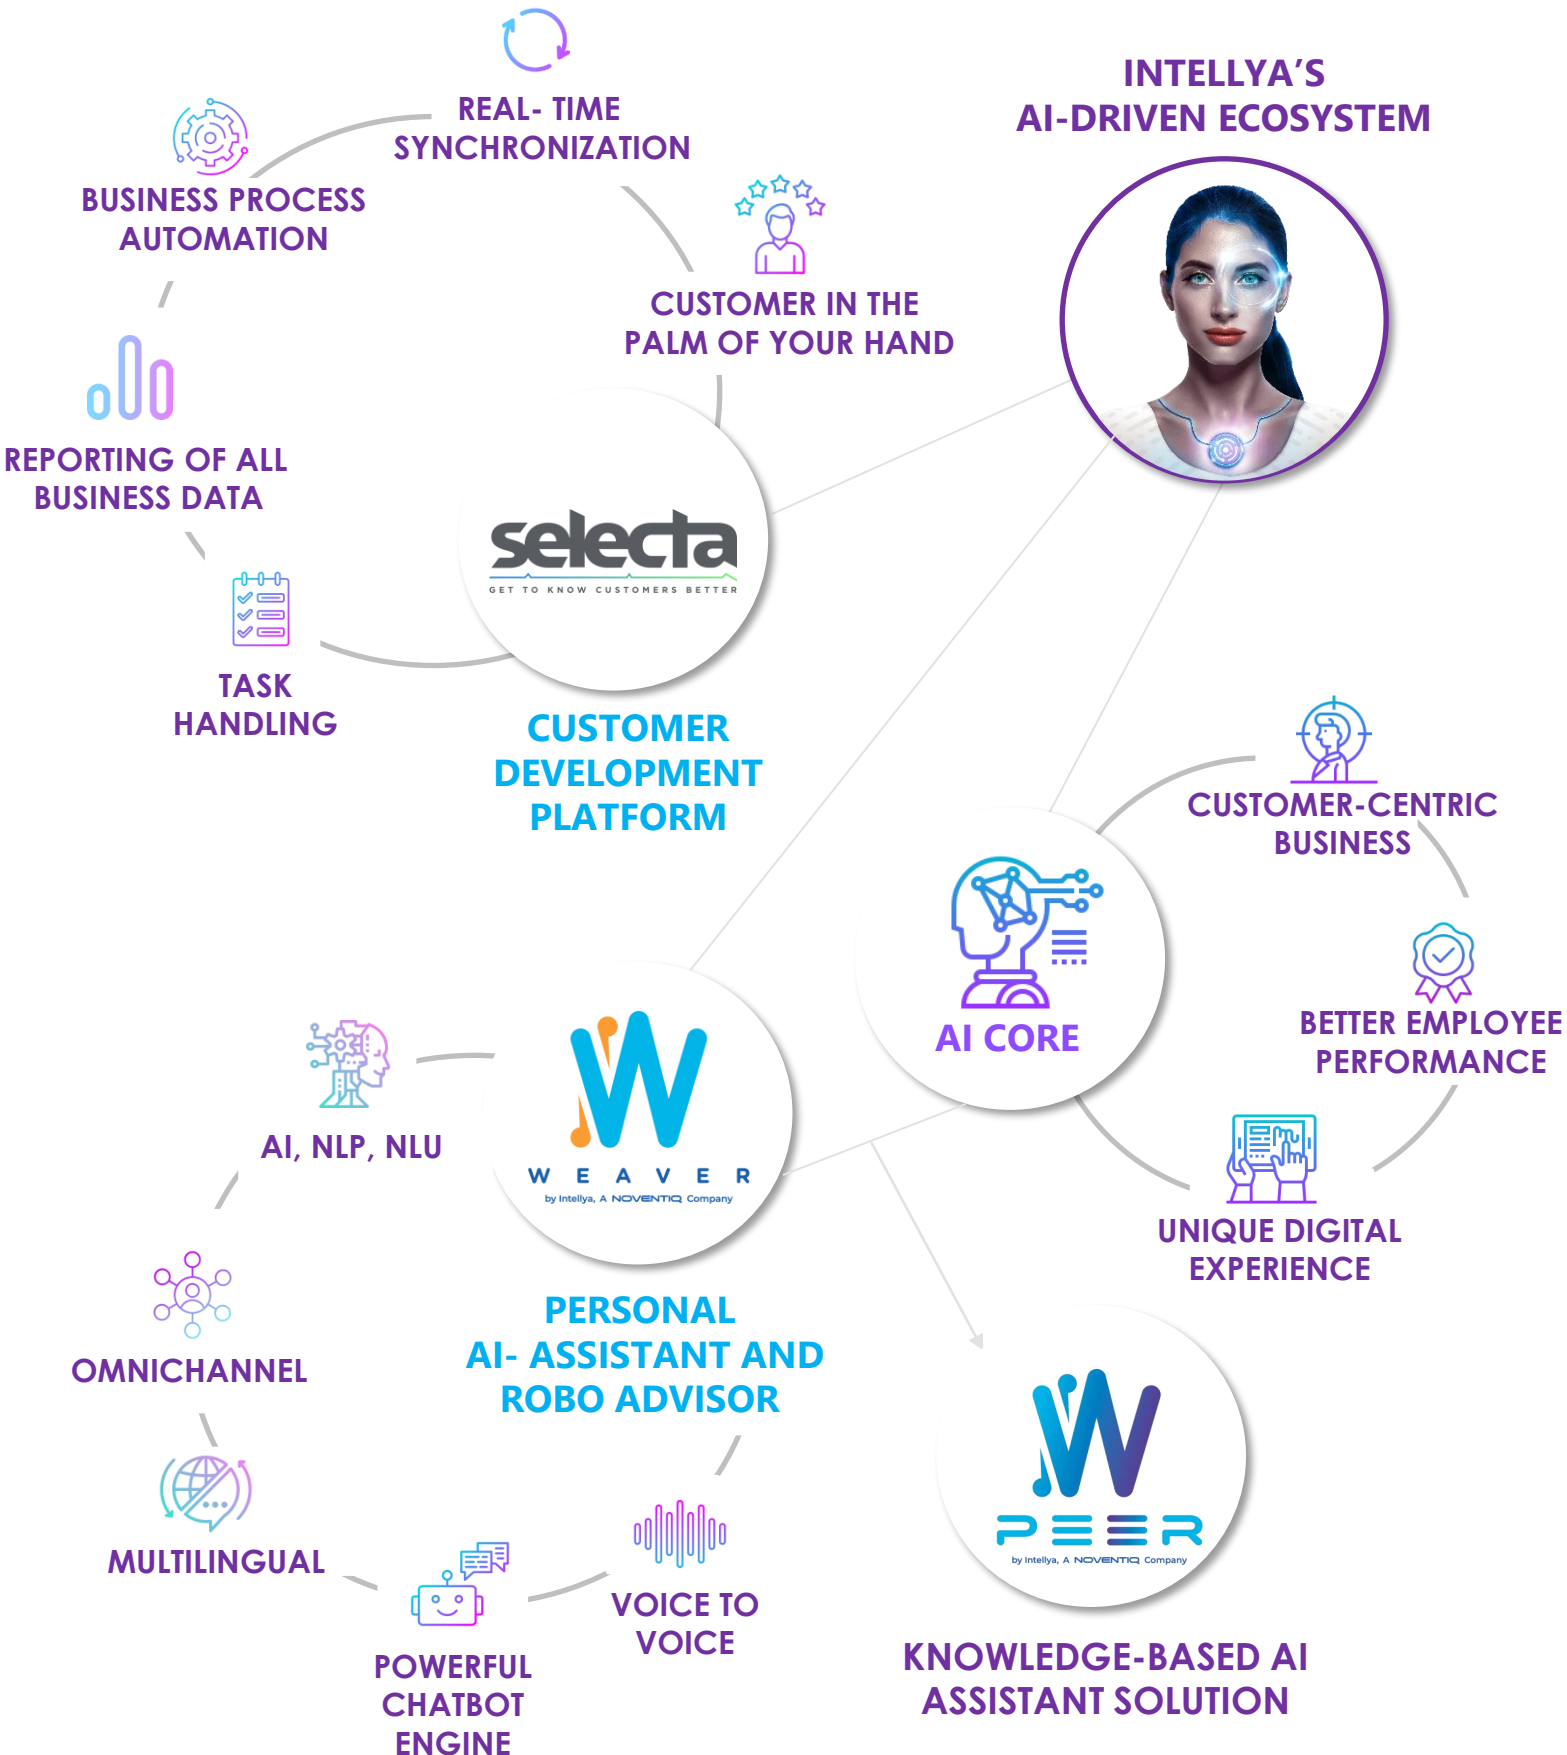 INTELLYA’S
AI-DRIVEN ECOSYSTEM
REAL- TIME
SYNCHRONIZATION
BUSINESS PROCESS
AUTOMATION
CUSTOMER IN THE
PALM OF YOUR HAND
REPORTING OF ALL
BUSINESS DATA
TASK
HANDLING
selecta
GET TO KNOW CUSTOMERS BETTER
CUSTOMER
DEVELOPMENT
PLATFORM
CUSTOMER-CENTRIC
BUSINESS
AI CORE
BETTER EMPLOYEE
PERFORMANCE
UNIQUE DIGITAL
EXPERIENCE
W
WEAVER
by Intellya, A NOVENTIQ Company
PERSONAL
AI- ASSISTANT AND
ROBO ADVISOR
AI, NLP, NLU
OMNICHANNEL
MULTILINGUAL
POWERFUL
CHATBOT
ENGINE
VOICE TO
VOICE
W
PEER
by Intellya, A NOVENTIQ Company
KNOWLEDGE-BASED AI
ASSISTANT SOLUTION